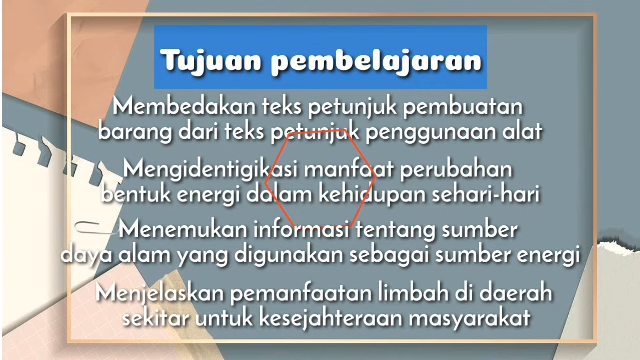 Tujuan pembelajaran
Membedakan teks petunjuk pembuatan
barang dari teks petunjuk penggunaan alat
Mengidentigikasi manfaat perubahan
bentuk energi dalam kehidupan sehari-hari
Menemukan informasi tentang sumber
daya alam yang digunakan sebagai sumber energi
Menjelaskan pemanfaatan limbah di daerah
sekitar untuk kesejahteraan masyarakat